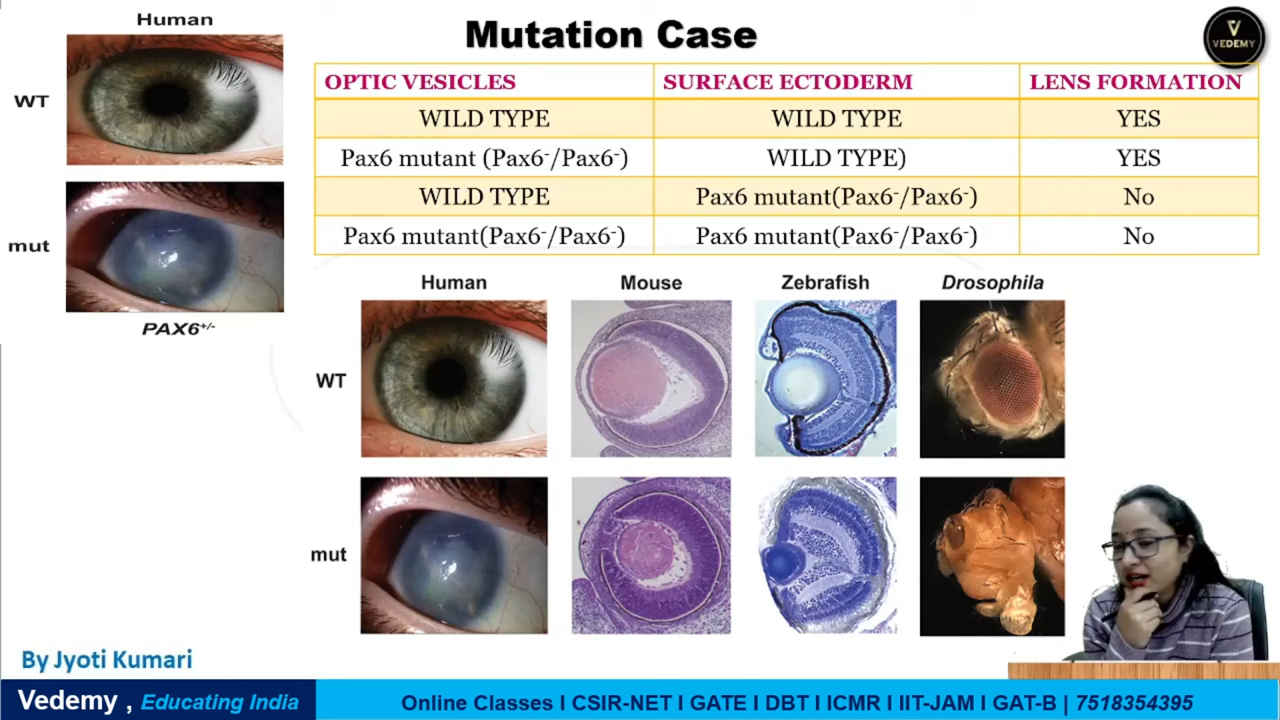 Human
WT
mut
PAX6+/-
Mutation Case
VEDEMY
OPTIC VESICLES SURFACE ECTODERM LENS FORMATION
WILD TYPE WILD TYPE YES
Pax6 mutant (Pax6-/Pax6-) WILD TYPE) YES
WILD TYPE Pax6 mutant(Pax6-/Pax6-) No
Pax6 mutant(Pax6-/Pax6-) Pax6 mutant(Pax6-/Pax6-) No
Human Mouse Zebrafish Drosophila
WT
mut
By Jyoti Kumari
Vedemy , Educating India
Online Classes I CSIR-NET I GATE I DBT I ICMR I IIT-JAM I GAT-B | 7518354395